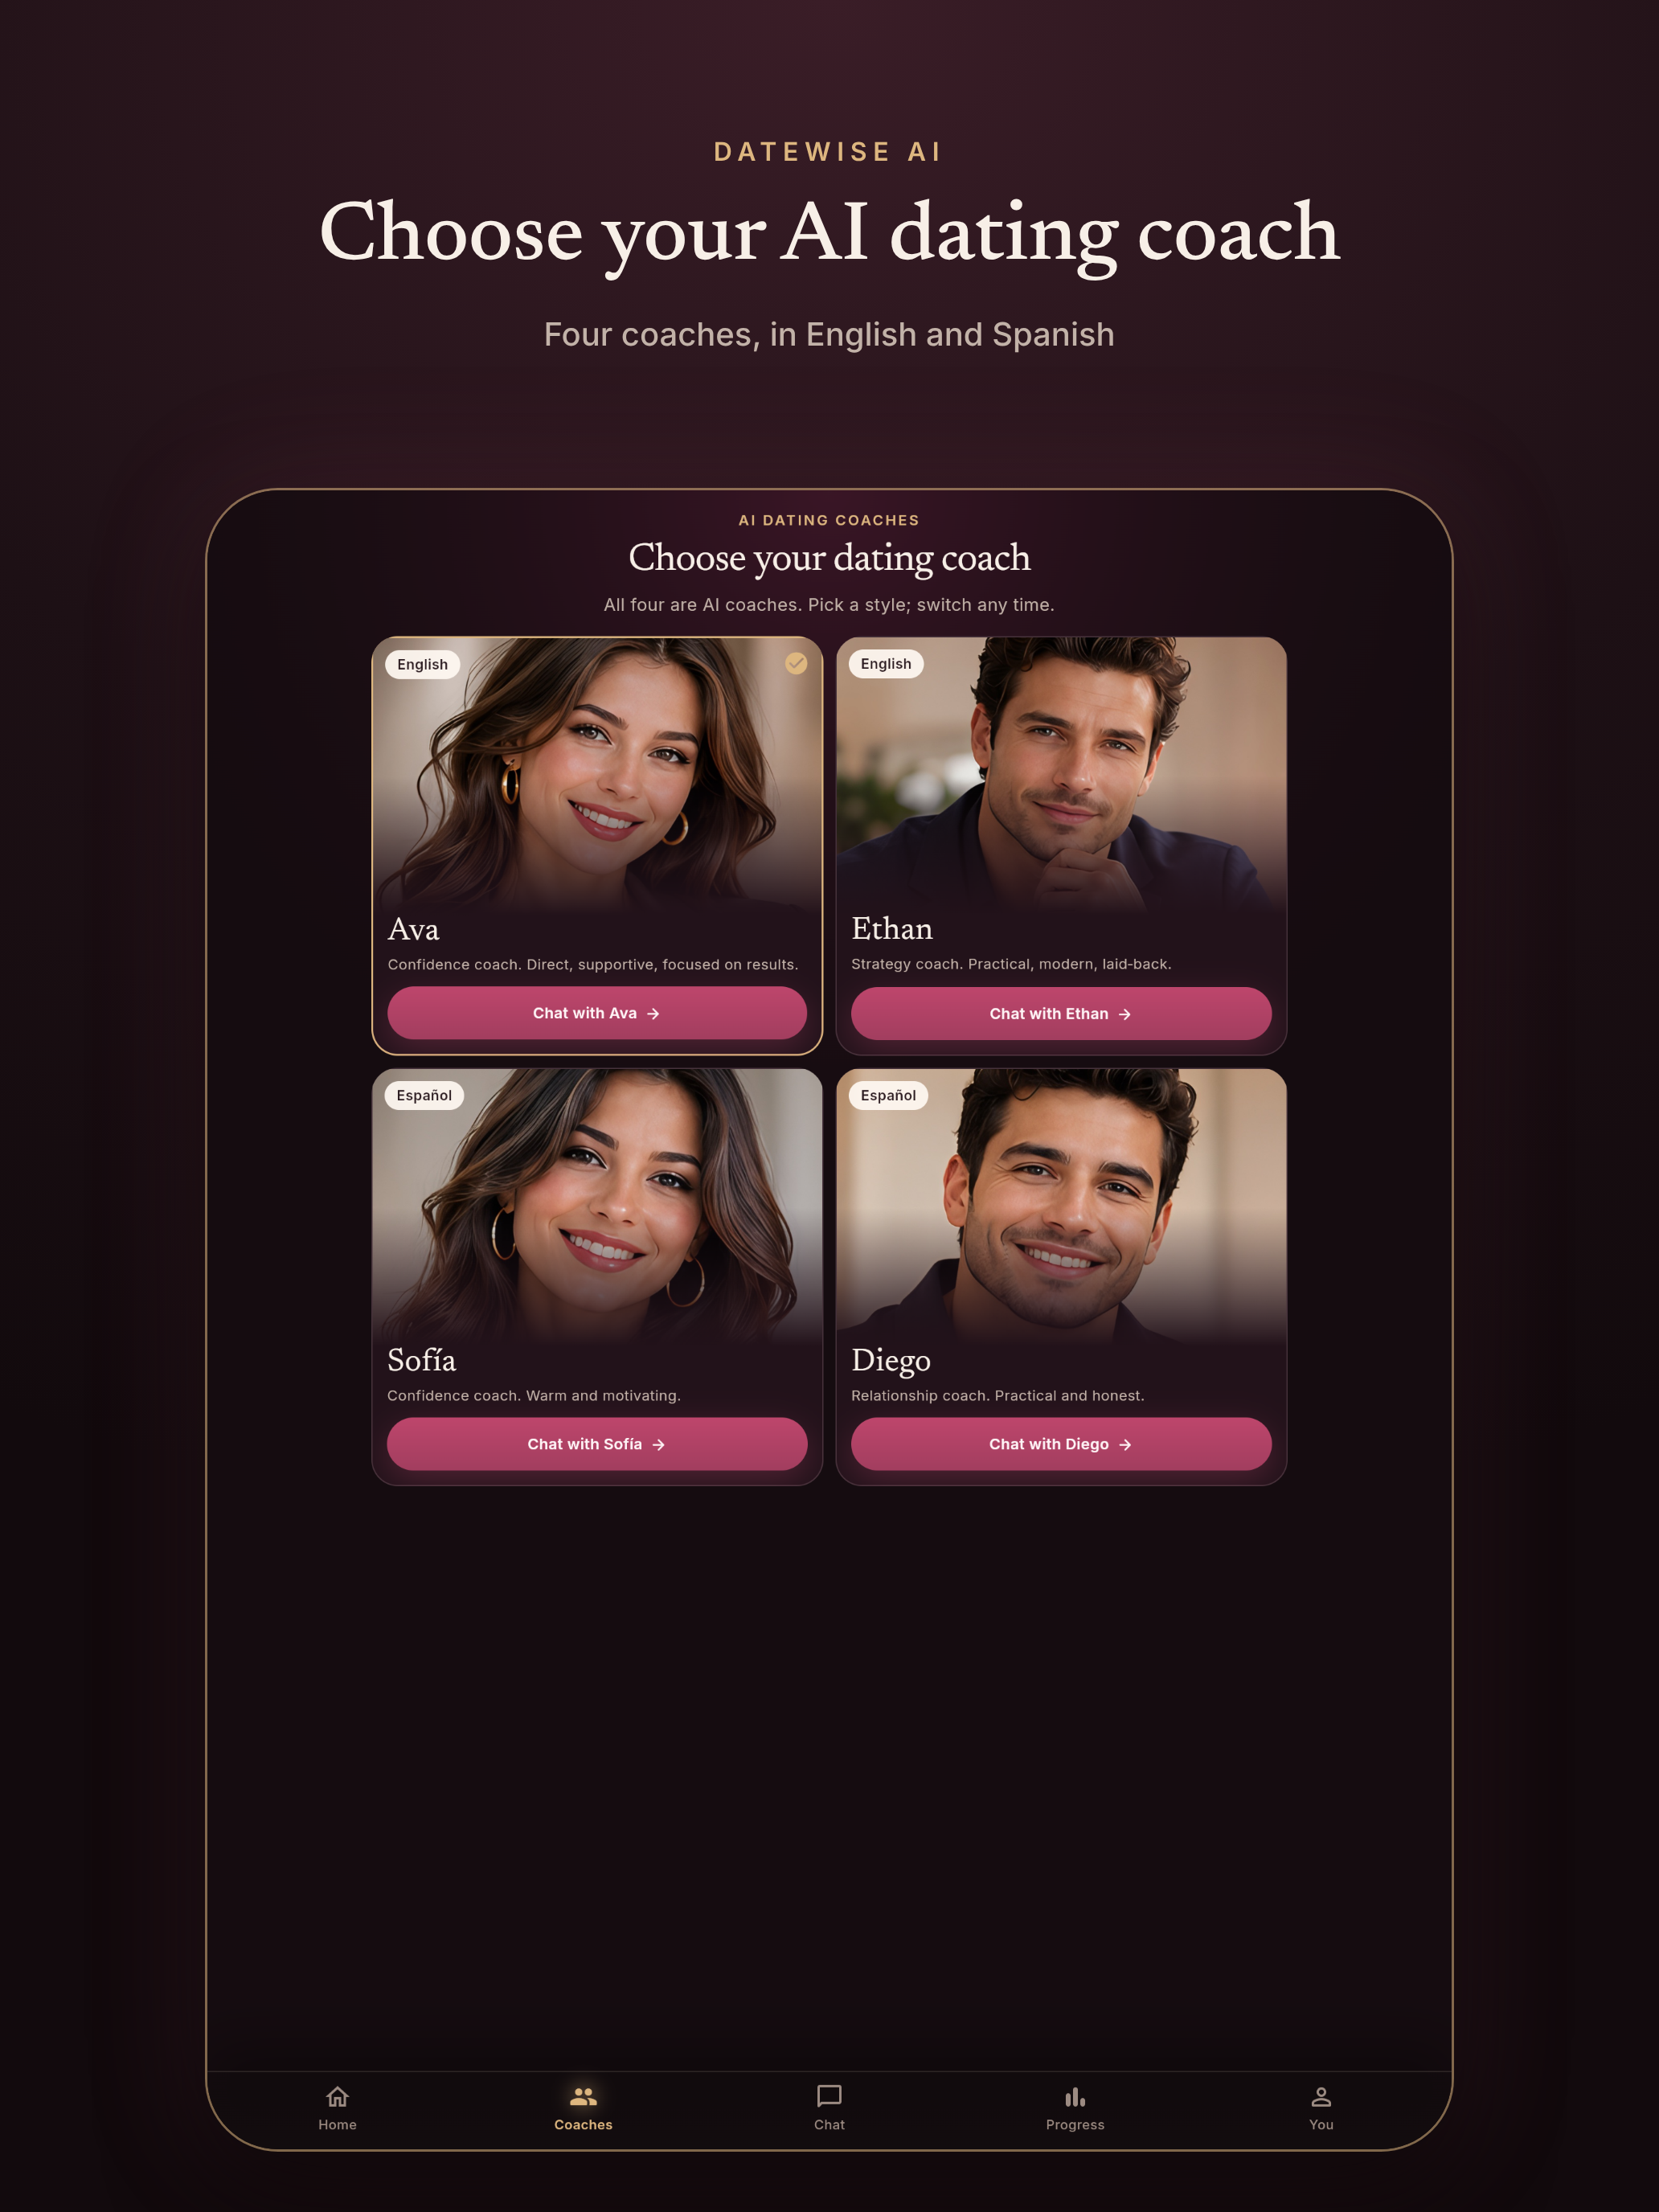 DATEWISE AI
Choose your AI dating coach
Four coaches, in English and Spanish
AI DATING COACHES
Choose your dating coach
All four are AI coaches. Pick a style; switch any time.
English
Ava
Confidence coach. Direct, supportive, focused on results.
Chat with Ava →
English
Ethan
Strategy coach. Practical, modern, laid-back.
Chat with Ethan →
Español
Sofía
Confidence coach. Warm and motivating.
Chat with Sofía →
Español
Diego
Relationship coach. Practical and honest.
Chat with Diego →
Home
Coaches
Chat
Progress
You